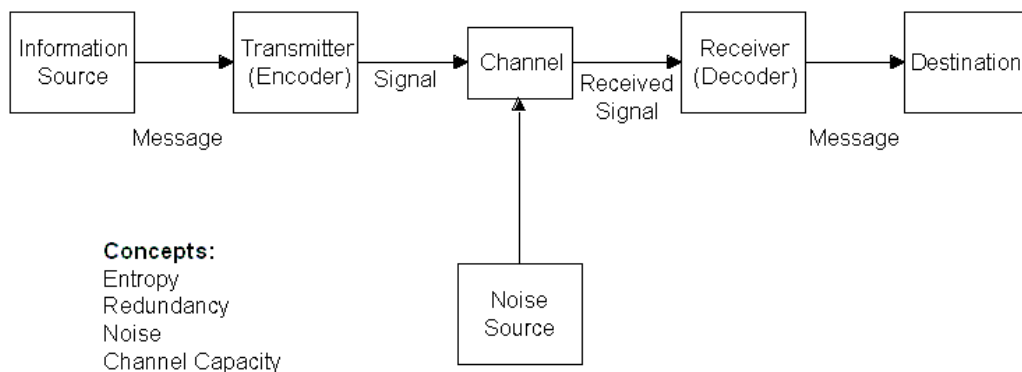 Information
Source
Transmitter
(Encoder)
Channel
Receiver
(Decoder)
Destination
Message
Signal
Received
Signal
Message
Concepts:
Entropy
Redundancy
Noise
Channel Capacity
Noise
Source